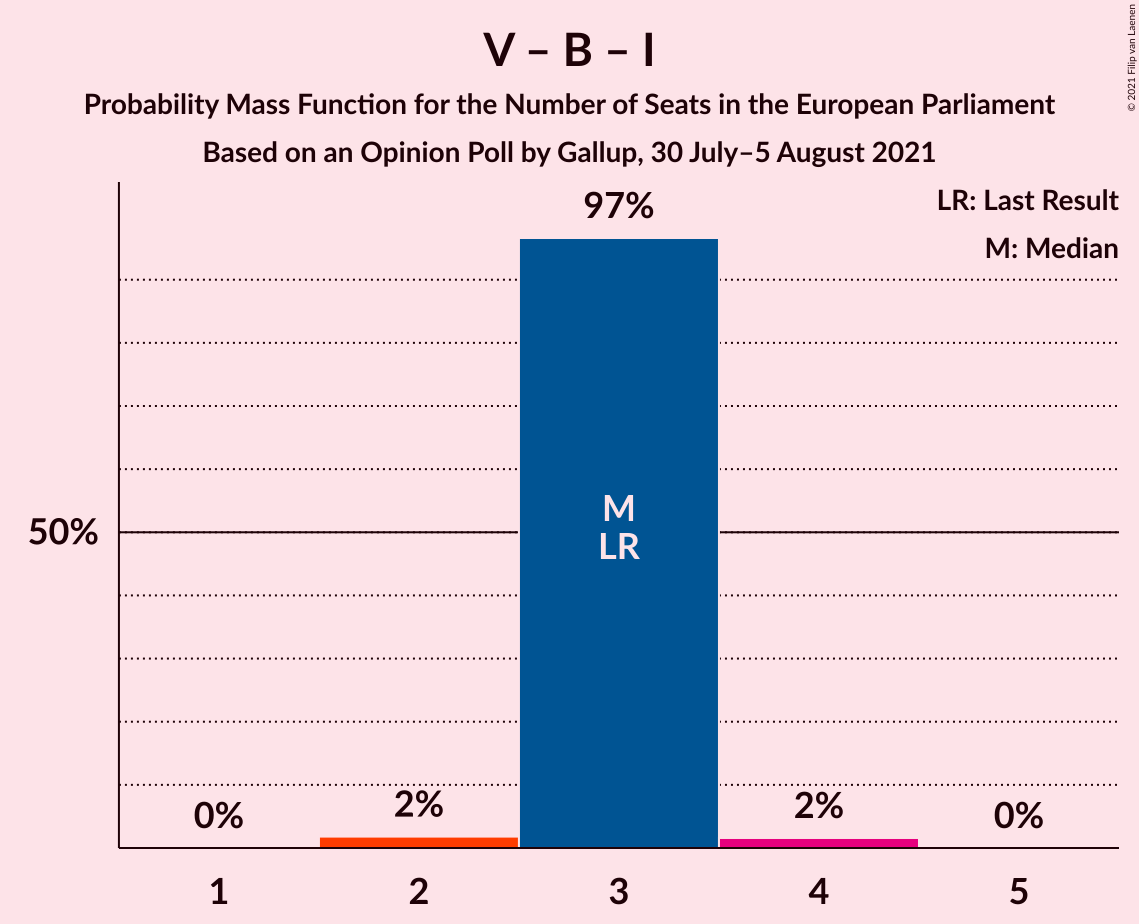 V – B – I
Probability Mass Function for the Number of Seats in the European Parliament
Based on an Opinion Poll by Gallup, 30 July–5 August 2021
© 2021 Filip van Laenen
LR: Last Result
M: Median
97%
50%
M
LR
0%
2%
2%
0%
1
2
3
4
5